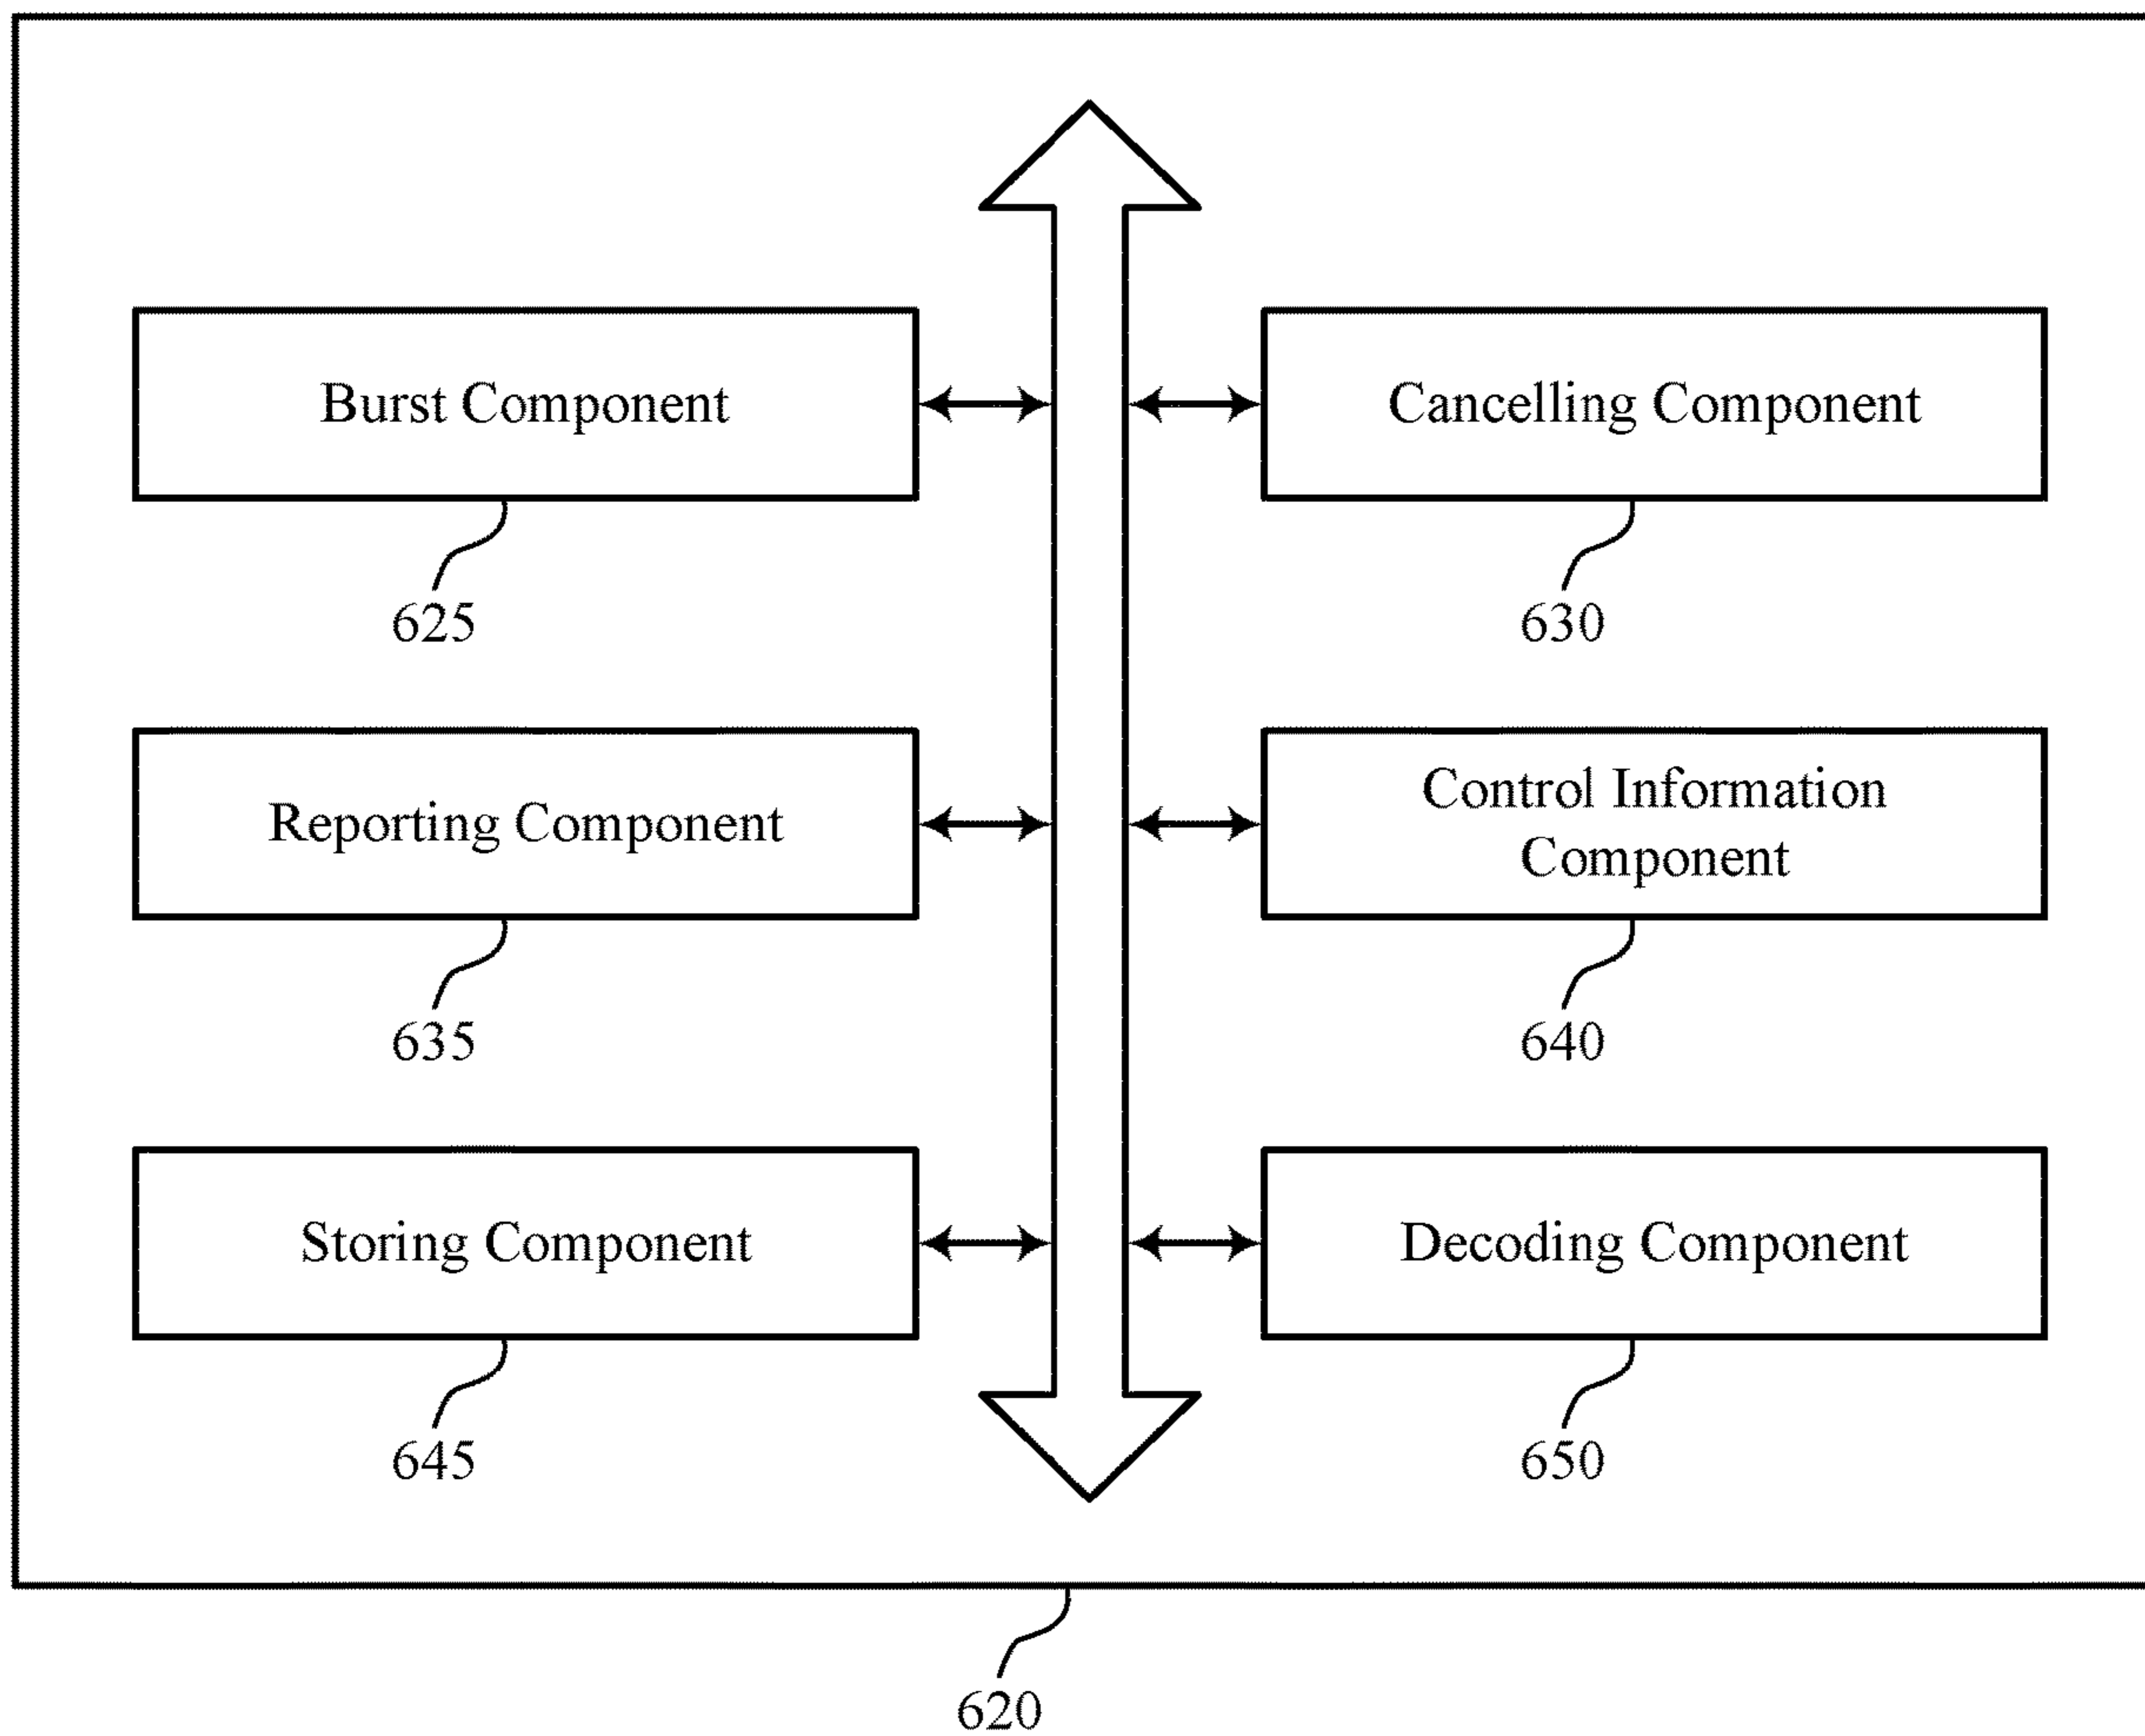 Burst Component
Cancelling Component
625
630
Reporting Component
Control Information
Component
635
640
Storing Component
Decoding Component
645
650
620